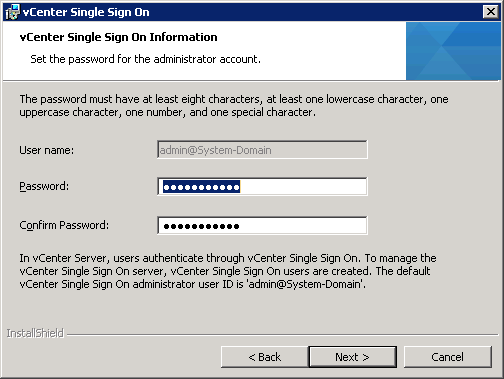 vCenter Single Sign On
vCenter Single Sign On Information
Set the password for the administrator account.
The password must have at least eight characters, at least one lowercase character, one
uppercase character, one number, and one special character.
User name:
admin@System-Domain
Password:
●●●●●●●●●●●
Confirm Password:
●●●●●●●●●●●
In vCenter Server, users authenticate through vCenter Single Sign On. To manage the
vCenter Single Sign On server, vCenter Single Sign On users are created. The default
vCenter Single Sign On administrator user ID is 'admin@System-Domain'.
InstallShield
< Back
Next >
Cancel